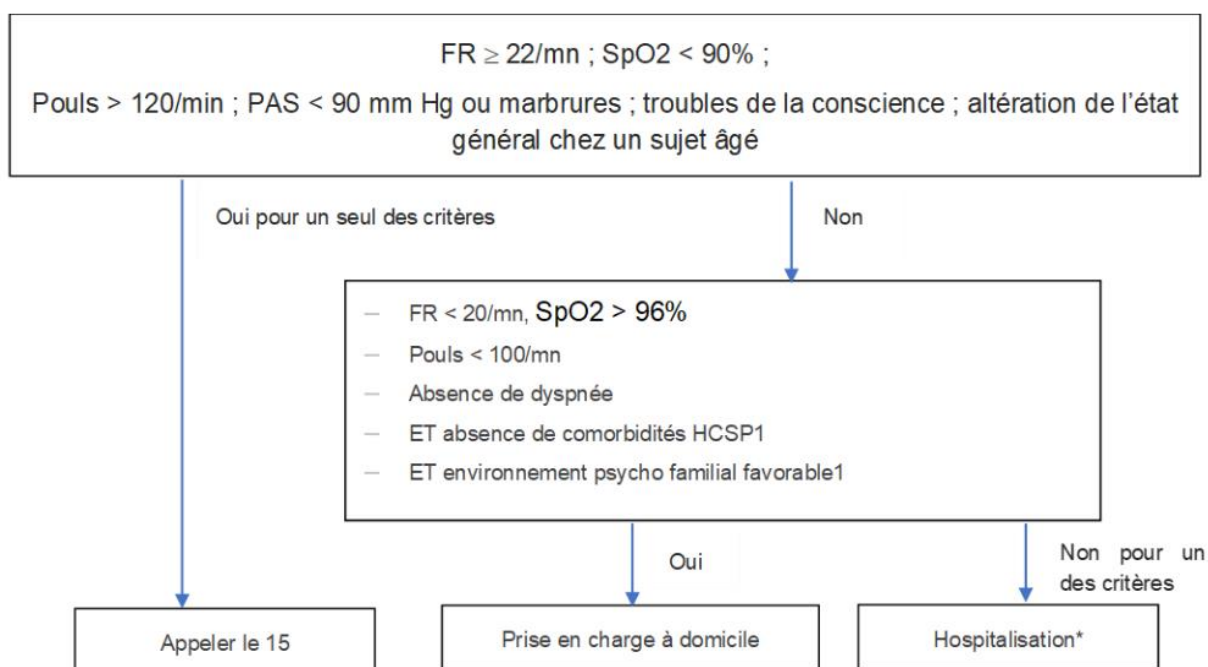 FR ≥ 22/mn ; SpO2 < 90% ;
Pouls > 120/min ; PAS < 90 mm Hg ou marbrures ; troubles de la conscience ; altération de l'état
général chez un sujet âgé
Oui pour un seul des critères
Non
– FR < 20/mn, SpO2 > 96%
– Pouls < 100/mn
– Absence de dyspnée
– ET absence de comorbidités HCSP1
– ET environnement psycho familial favorable1
Oui
Non pour un
des critères
Appeler le 15
Prise en charge à domicile
Hospitalisation*